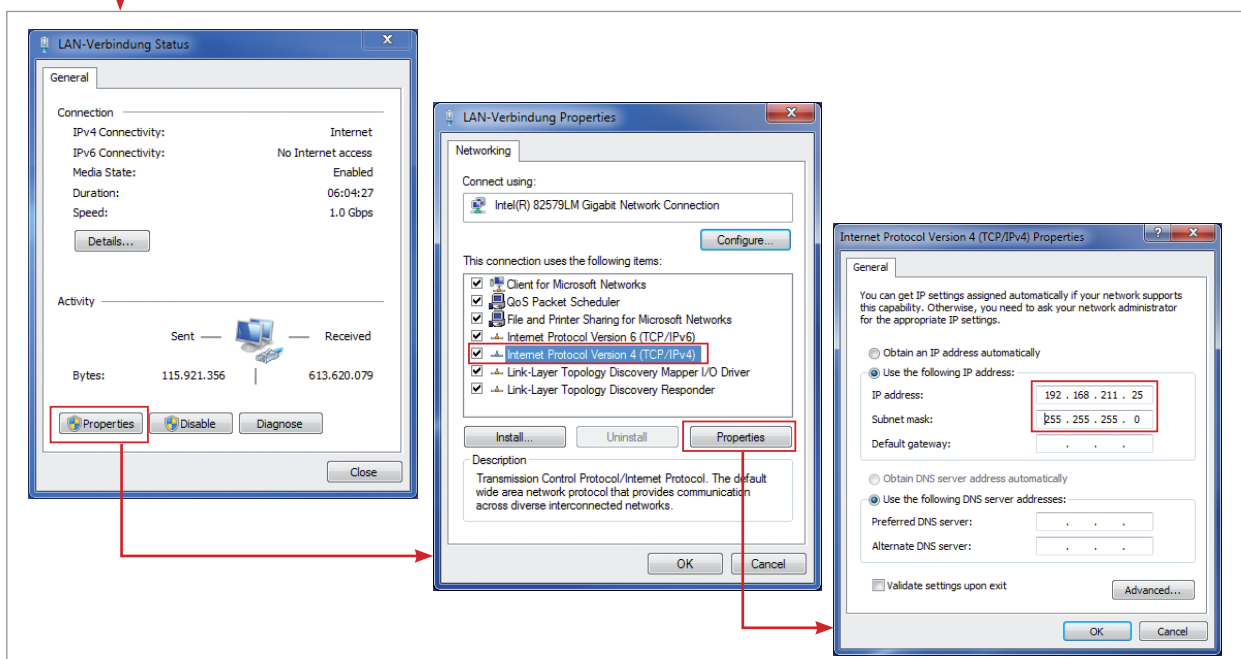 LAN-Verbindung Status
General
Connection
IPv4 Connectivity: Internet
IPv6 Connectivity: No Internet access
Media State: Enabled
Duration: 06:04:27
Speed: 1.0 Gbps
Details...
Activity
Sent Received
Bytes: 115.921.356 613.620.079
Properties Disable Diagnose
Close
LAN-Verbindung Properties
Networking
Connect using:
Intel(R) 82579LM Gigabit Network Connection
Configure...
This connection uses the following items:
Client for Microsoft Networks
QoS Packet Scheduler
File and Printer Sharing for Microsoft Networks
Internet Protocol Version 6 (TCP/IPv6)
Internet Protocol Version 4 (TCP/IPv4)
Link-Layer Topology Discovery Mapper I/O Driver
Link-Layer Topology Discovery Responder
Install... Uninstall Properties
Description
Transmission Control Protocol/Internet Protocol. The default
wide area network protocol that provides communication
across diverse interconnected networks.
OK Cancel
Internet Protocol Version 4 (TCP/IPv4) Properties
General
You can get IP settings assigned automatically if your network supports
this capability. Otherwise, you need to ask your network administrator
for the appropriate IP settings.
Obtain an IP address automatically
Use the following IP address:
IP address: 192 . 168 . 211 . 25
Subnet mask: 255 . 255 . 255 . 0
Default gateway: . . .
Obtain DNS server address automatically
Use the following DNS server addresses:
Preferred DNS server: . . .
Alternate DNS server: . . .
Validate settings upon exit
Advanced...
OK Cancel